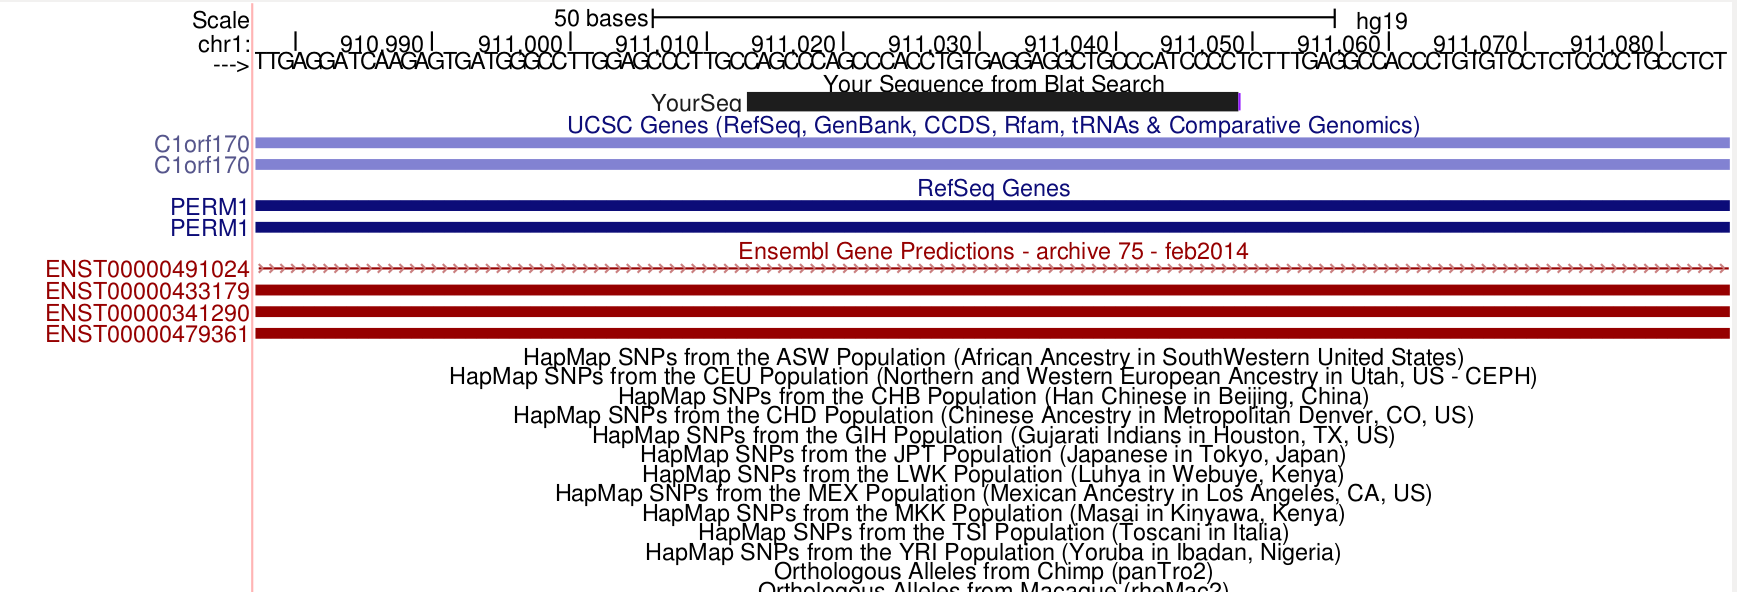 Scale 50 bases hg19
chr1: 910,990 911,000 911,010 911,020 911,030 911,040 911,050 911,060 911,070 911,080
---> TTGAGGATCAAGAGTGATGGGCCTTGGAGCCCTTGCCAGCCCAGCCCACCTGTGAGGAGGCTGCCCATCCCCTCTTTGAGGCCACCCTGTGTCCTCTCCCCTGCCTCT
Your Sequence from Blat Search
YourSeq
UCSC Genes (RefSeq, GenBank, CCDS, Rfam, tRNAs & Comparative Genomics)
C1orf170
C1orf170
RefSeq Genes
PERM1
PERM1
Ensembl Gene Predictions - archive 75 - feb2014
ENST00000491024
ENST00000433179
ENST00000341290
ENST00000479361
HapMap SNPs from the ASW Population (African Ancestry in SouthWestern United States)
HapMap SNPs from the CEU Population (Northern and Western European Ancestry in Utah, US - CEPH)
HapMap SNPs from the CHB Population (Han Chinese in Beijing, China)
HapMap SNPs from the CHD Population (Chinese Ancestry in Metropolitan Denver, CO, US)
HapMap SNPs from the GIH Population (Gujarati Indians in Houston, TX, US)
HapMap SNPs from the JPT Population (Japanese in Tokyo, Japan)
HapMap SNPs from the LWK Population (Luhya in Webuye, Kenya)
HapMap SNPs from the MEX Population (Mexican Ancestry in Los Angeles, CA, US)
HapMap SNPs from the MKK Population (Masai in Kinyawa, Kenya)
HapMap SNPs from the TSI Population (Toscani in Italia)
HapMap SNPs from the YRI Population (Yoruba in Ibadan, Nigeria)
Orthologous Alleles from Chimp (panTro2)
Orthologous Alleles from Macaque (rheMac2)